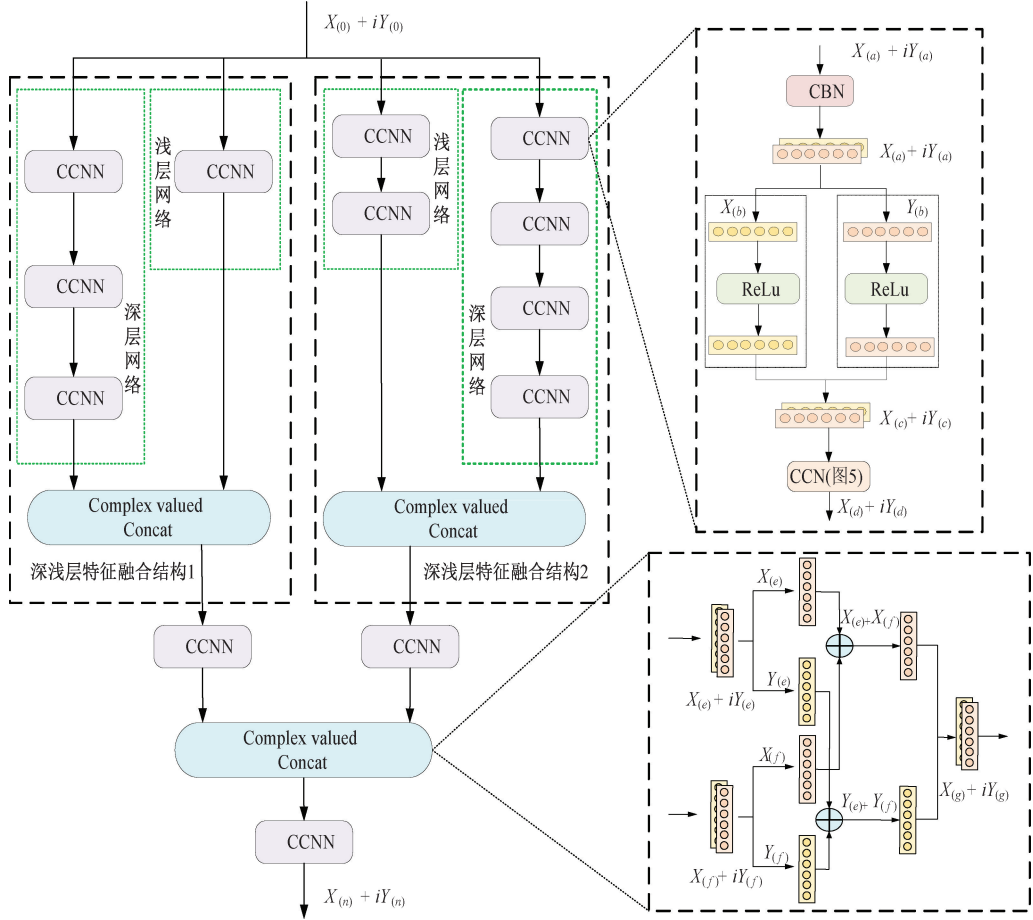 X(0) + iY(0)
CCNN
CCNN
CCNN
深层网络
CCNN
浅层网络
Complex valued
Concat
深浅层特征融合结构1
CCNN
CCNN
浅层网络
CCNN
CCNN
CCNN
CCNN
深层网络
Complex valued
Concat
深浅层特征融合结构2
CCNN
CCNN
Complex valued
Concat
CCNN
X(n) + iY(n)
X(a) + iY(a)
CBN
X(a)+ iY(a)
X(b)
Y(b)
ReLu
ReLu
X(c)+ iY(c)
CCN(图5)
X(d)+ iY(d)
X(e)
X(e)+X(f)
Y(e)
X(e)+ iY(e)
X(f)
Y(e)+ Y(f)
X(g)+ iY(g)
Y(f)
X(f)+ iY(f)